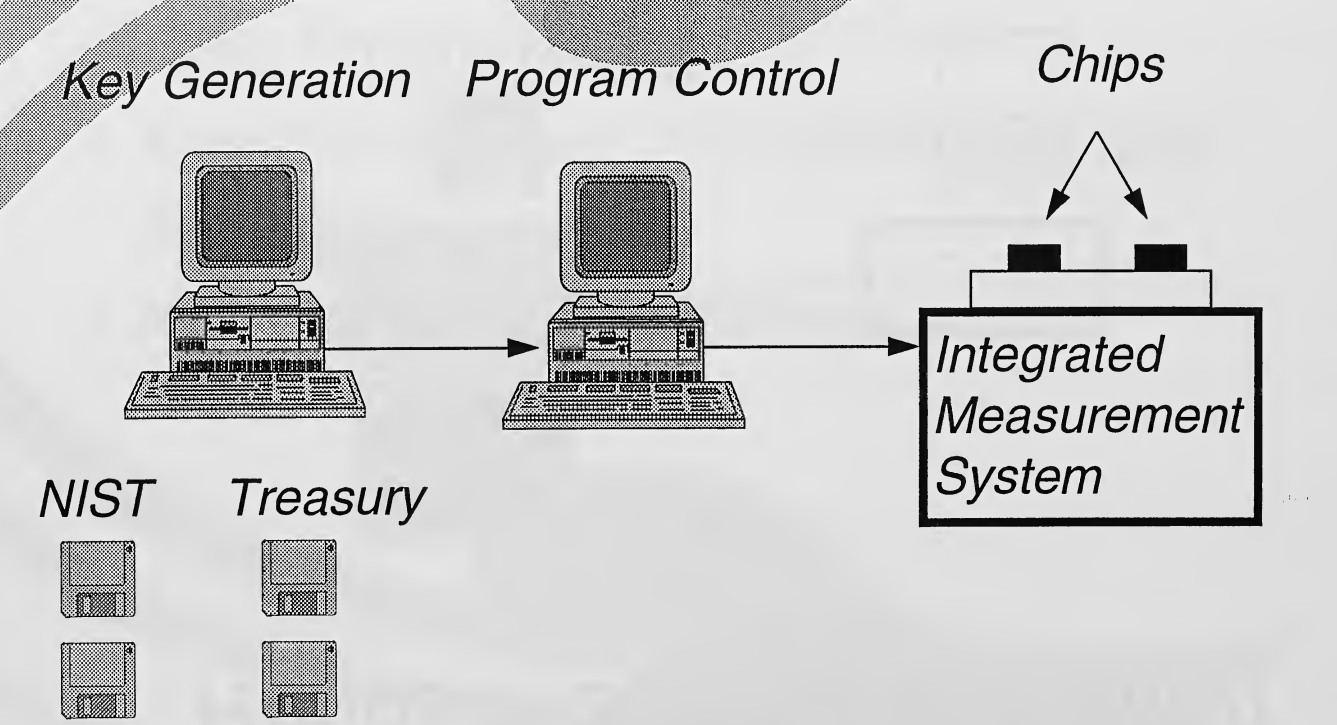 Key Generation
Program Control
Chips
Integrated
Measurement
System
NIST
Treasury